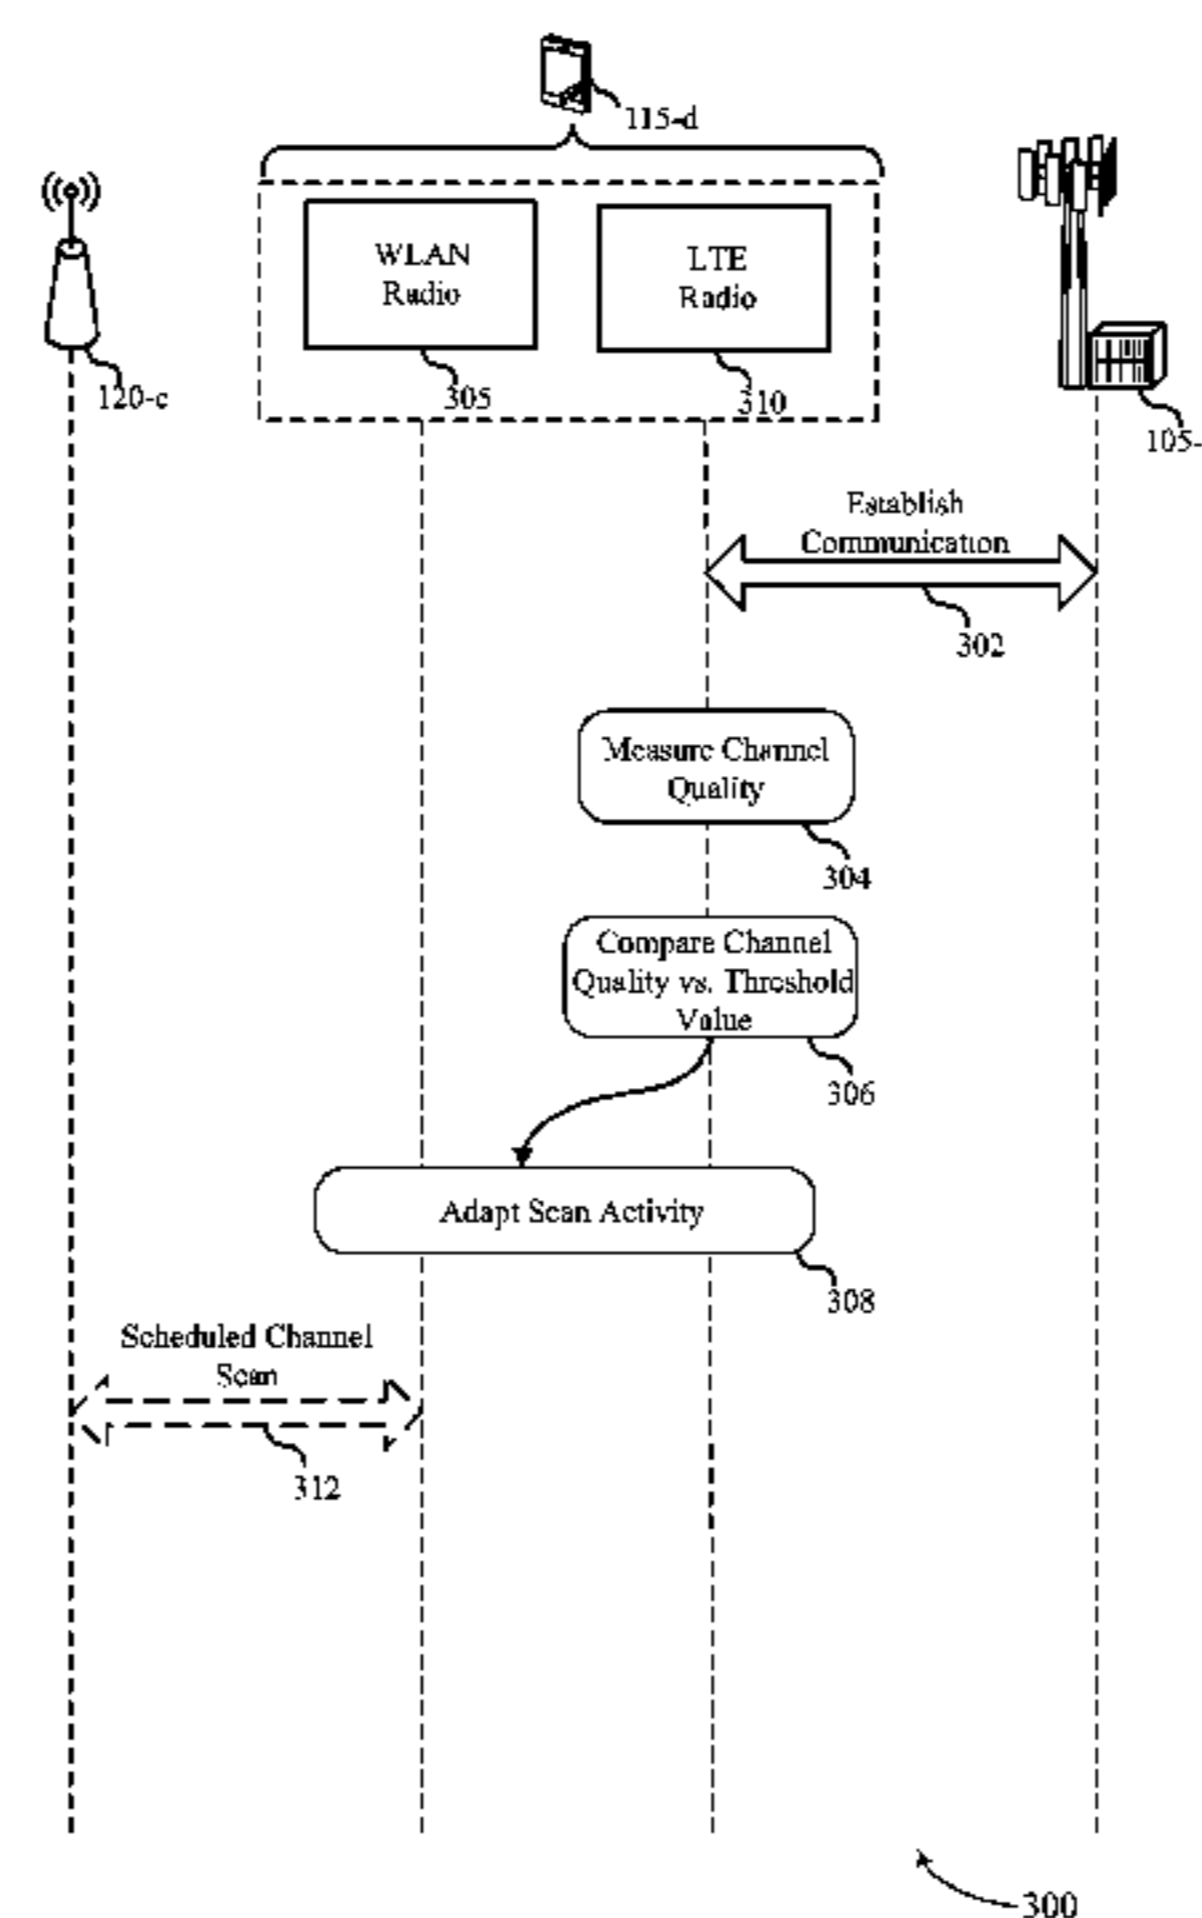 115-d
WLAN
Radio
LTE
Radio
120-c
305
310
105-
Establish
Communication
302
Measure Channel
Quality
304
Compare Channel
Quality vs. Threshold
Value
306
Adapt Scan Activity
308
Scheduled Channel
Scan
312
300